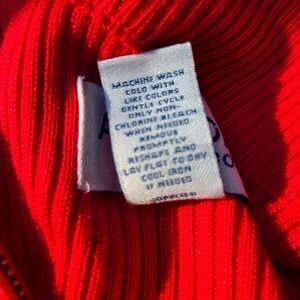 MACHINE WASH
COLD WITH
LIKE COLORS
GENTLE CYCLE
ONLY NON-
CHLORINE BLEACH
WHEN NEEDED
REMOVE
PROMPTLY
RESHAPE AND
LAY FLAT TO DRY
COOL IRON
IF NEEDED